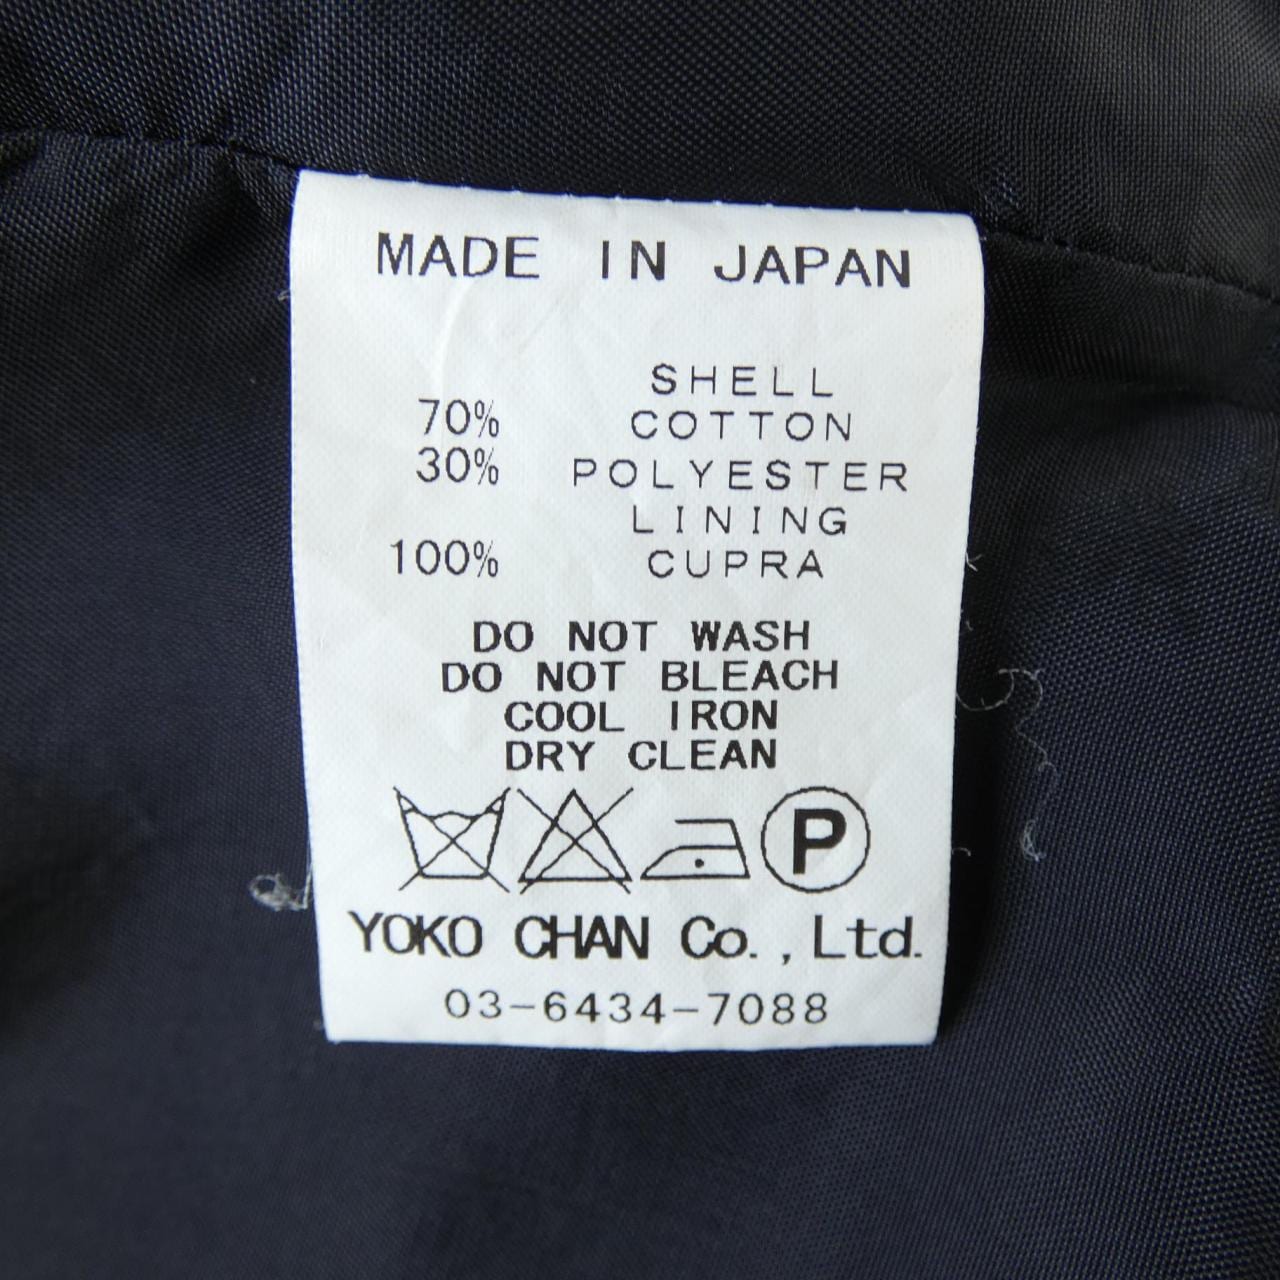 MADE IN JAPAN
SHELL
70% COTTON
30% POLYESTER
LINING
100% CUPRA
DO NOT WASH
DO NOT BLEACH
COOL IRON
DRY CLEAN
P
YOKO CHAN Co.,Ltd.
03-6434-7088